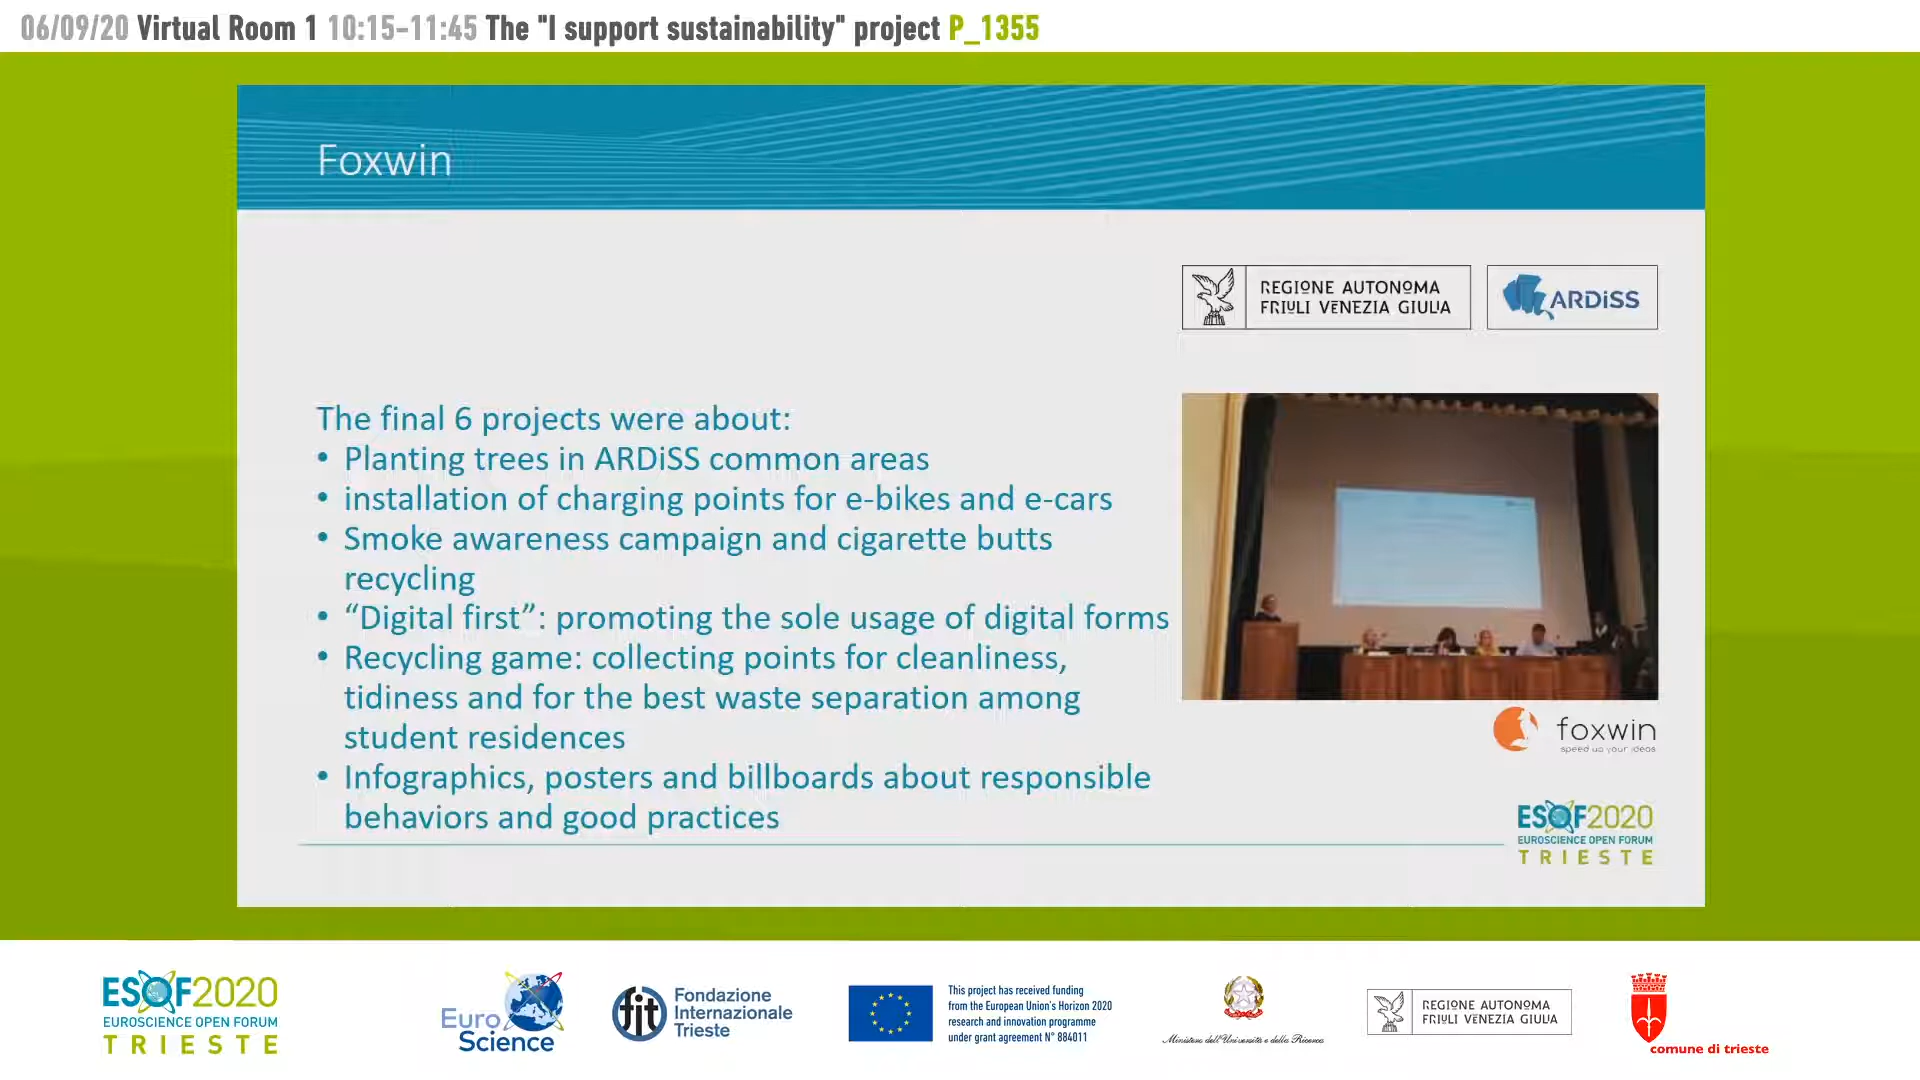 06/09/20 Virtual Room 1 10:15-11:45 The "I support sustainability" project P_1355
Foxwin
REGIONE AUTONOMA
FRIULI VENEZIA GIULIA
ARDiSS
The final 6 projects were about:
• Planting trees in ARDiSS common areas
• installation of charging points for e-bikes and e-cars
• Smoke awareness campaign and cigarette butts
recycling
• “Digital first”: promoting the sole usage of digital forms
• Recycling game: collecting points for cleanliness,
tidiness and for the best waste separation among
student residences
• Infographics, posters and billboards about responsible
behaviors and good practices
foxwin
speed up your ideas
ESOF2020
EUROSCIENCE OPEN FORUM
TRIESTE
ESOF2020
EUROSCIENCE OPEN FORUM
TRIESTE
Euro
Science
fit
Fondazione
Internazionale
Trieste
This project has received funding
from the European Union's Horizon 2020
research and innovation programme
under grant agreement N° 884011
Ministero dell'Università e della Ricerca
REGIONE AUTONOMA
FRIULI VENEZIA GIULIA
comune di trieste